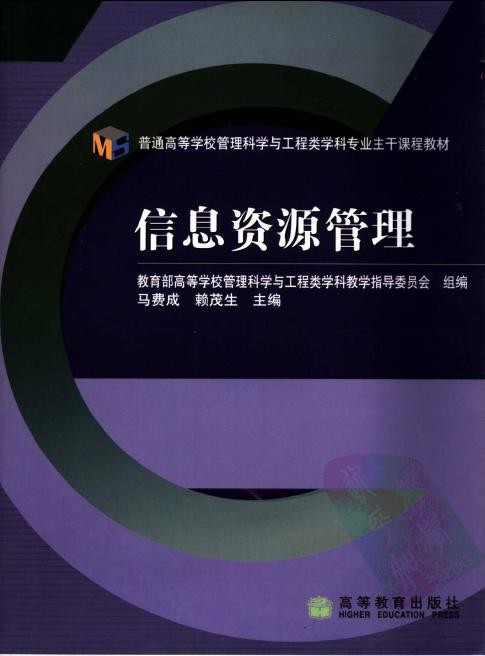 MS 普通高等学校管理科学与工程类学科专业主干课程教材
信息资源管理
教育部高等学校管理科学与工程类学科教学指导委员会 组编
马费成 赖茂生 主编
高等教育出版社
HIGHER EDUCATION PRESS